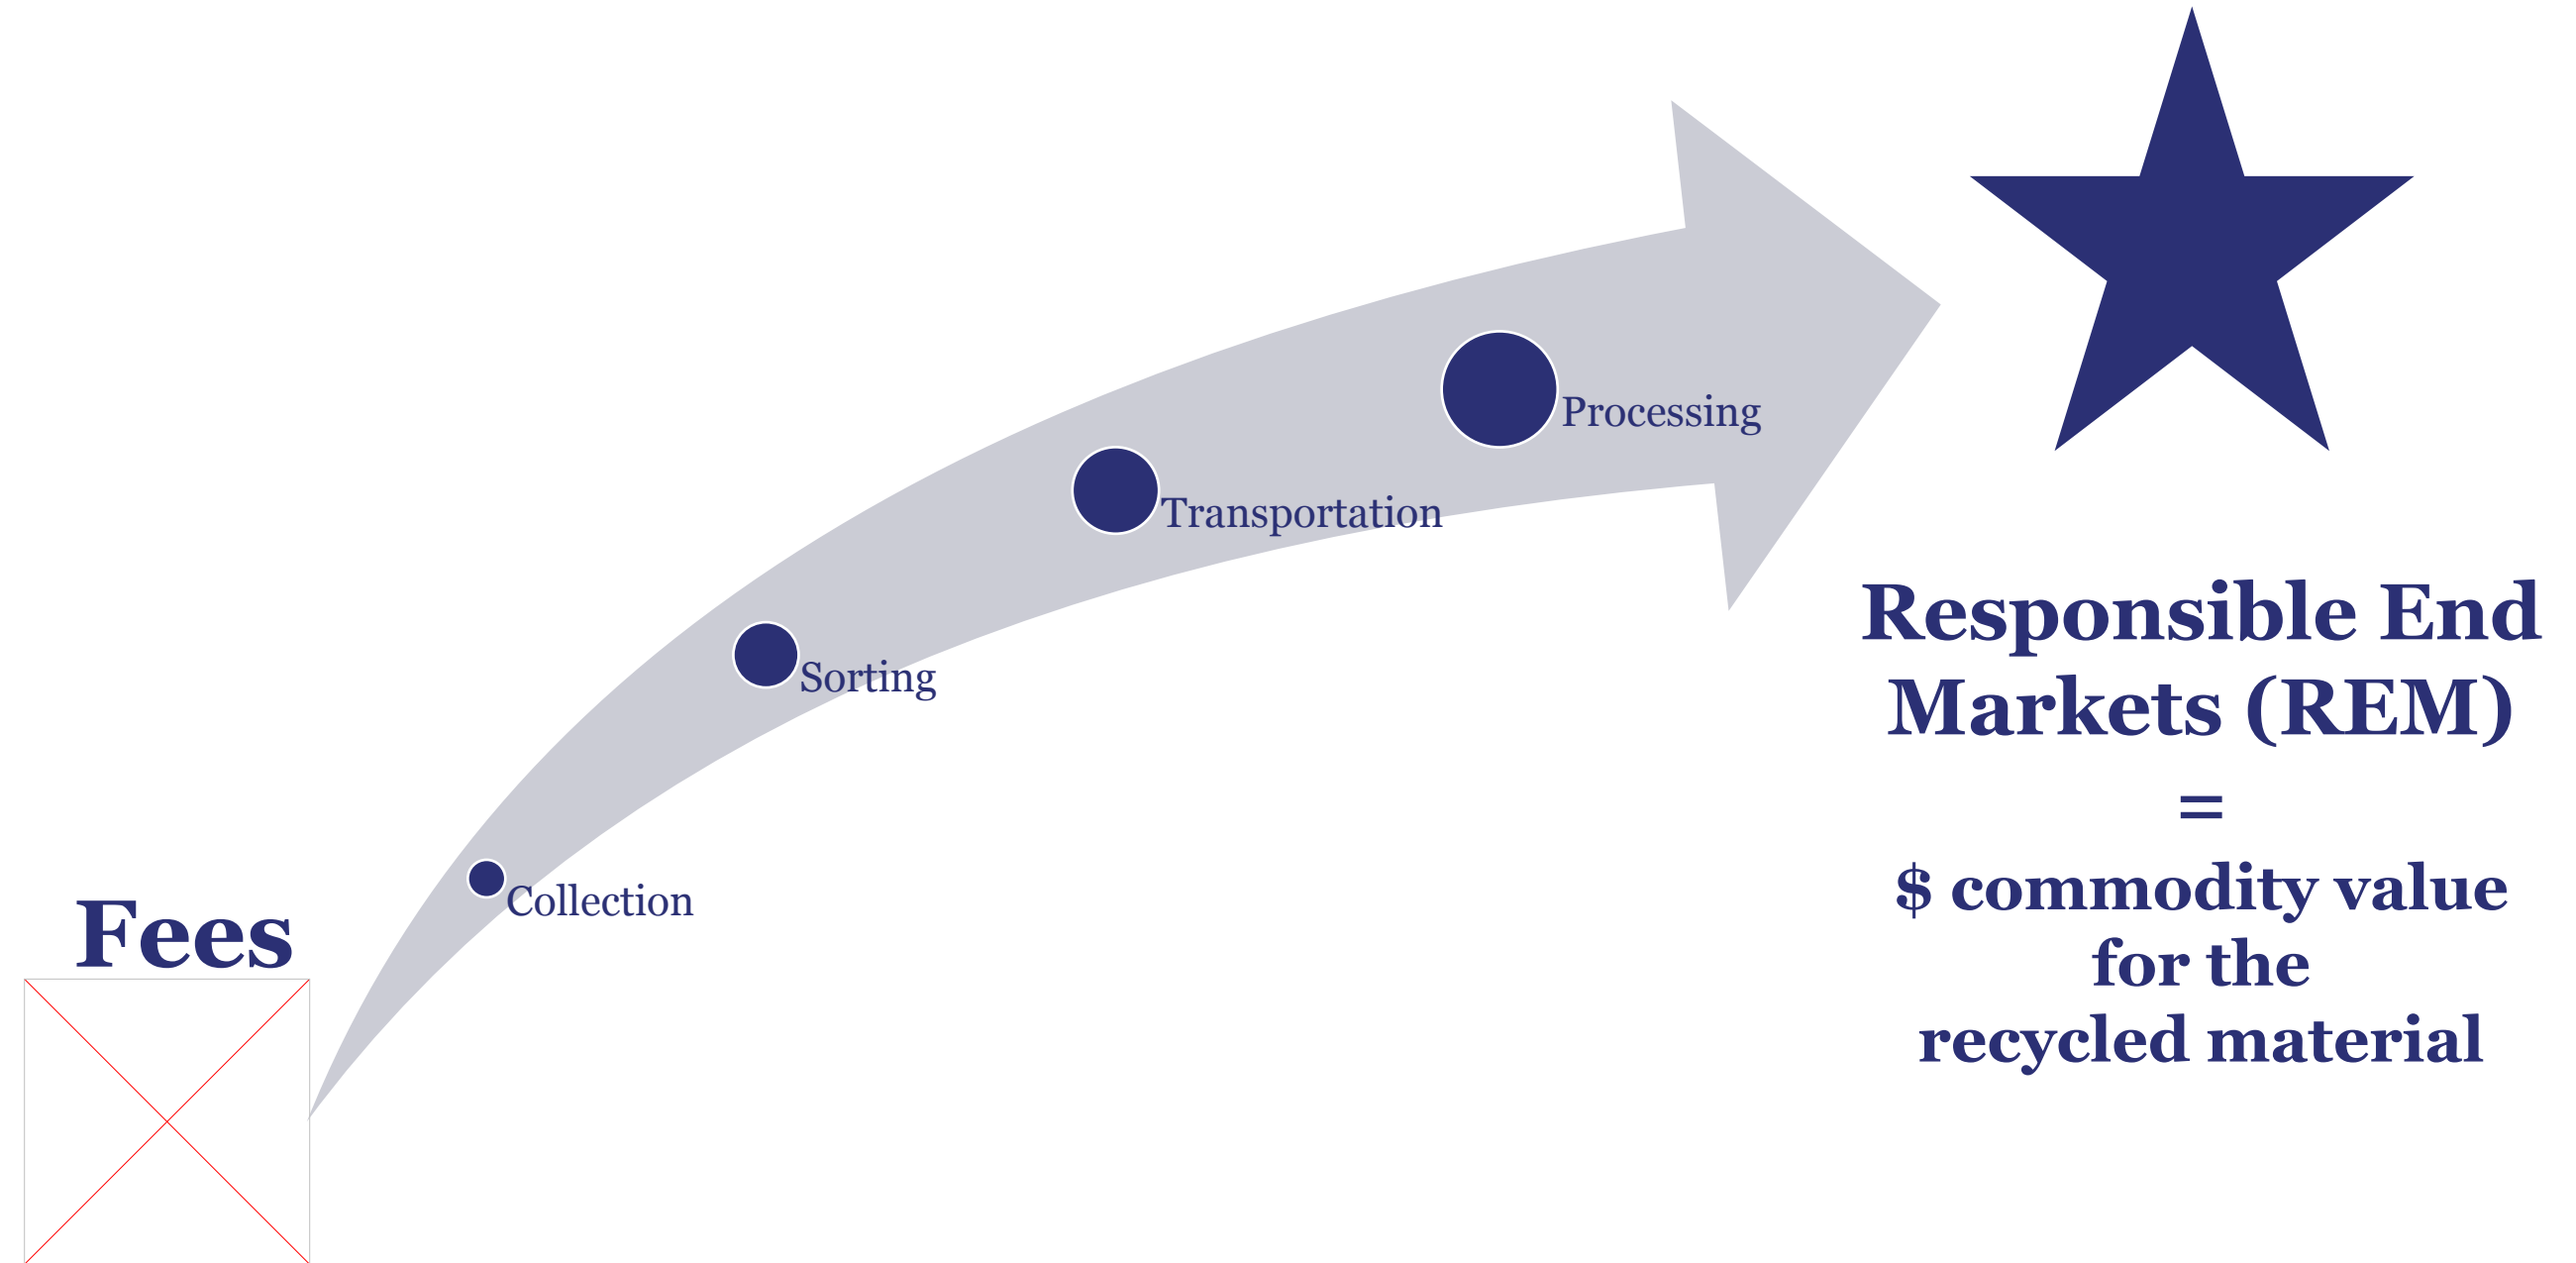 Fees
Collection
Sorting
Transportation
Processing
Responsible End
Markets (REM)
=
$ commodity value
for the
recycled material